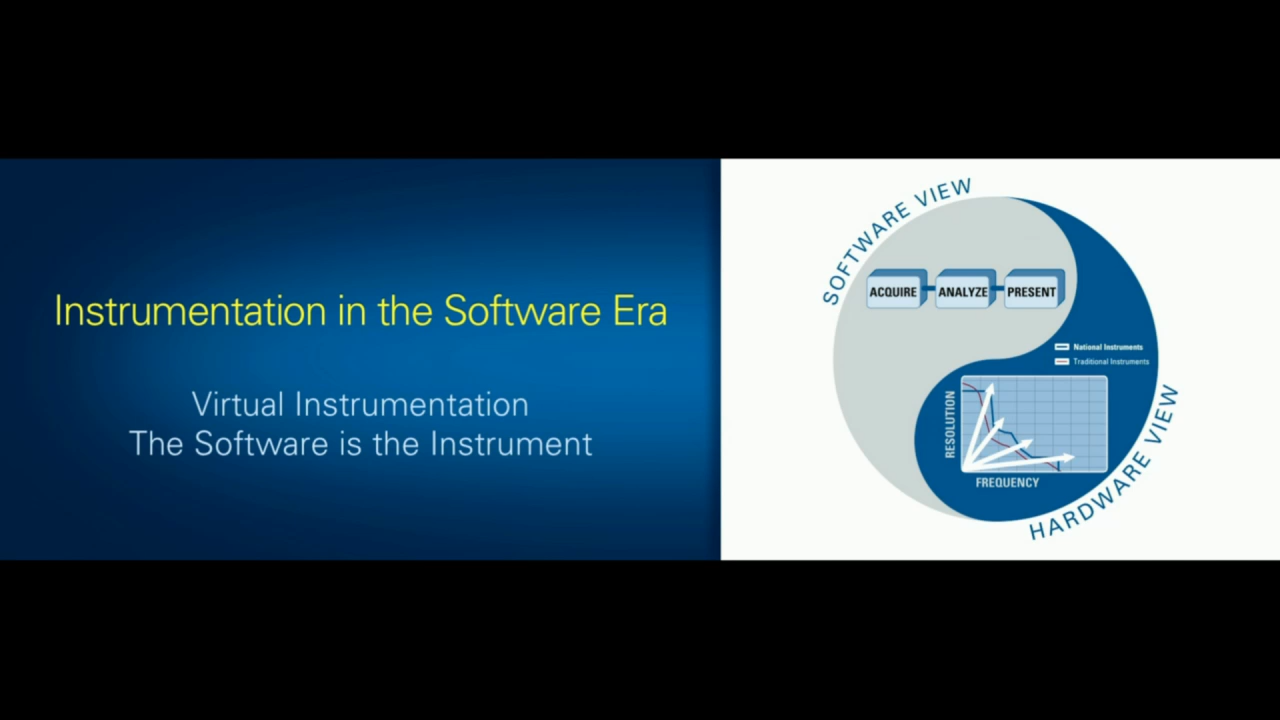 Instrumentation in the Software Era
Virtual Instrumentation
The Software is the Instrument
SOFTWARE VIEW
ACQUIRE
ANALYZE
PRESENT
National Instruments
Traditional Instruments
RESOLUTION
FREQUENCY
HARDWARE VIEW